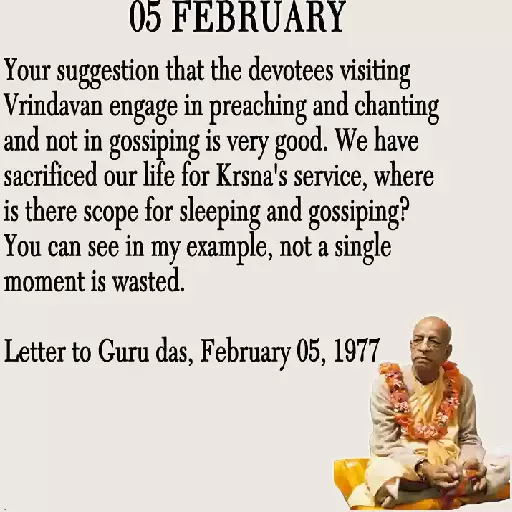 05 FEBRUARY
Your suggestion that the devotees visiting
Vrindavan engage in preaching and chanting
and not in gossiping is very good. We have
sacrificed our life for Krsna's service, where
is there scope for sleeping and gossiping?
You can see in my example, not a single
moment is wasted.
Letter to Guru das, February 05, 1977